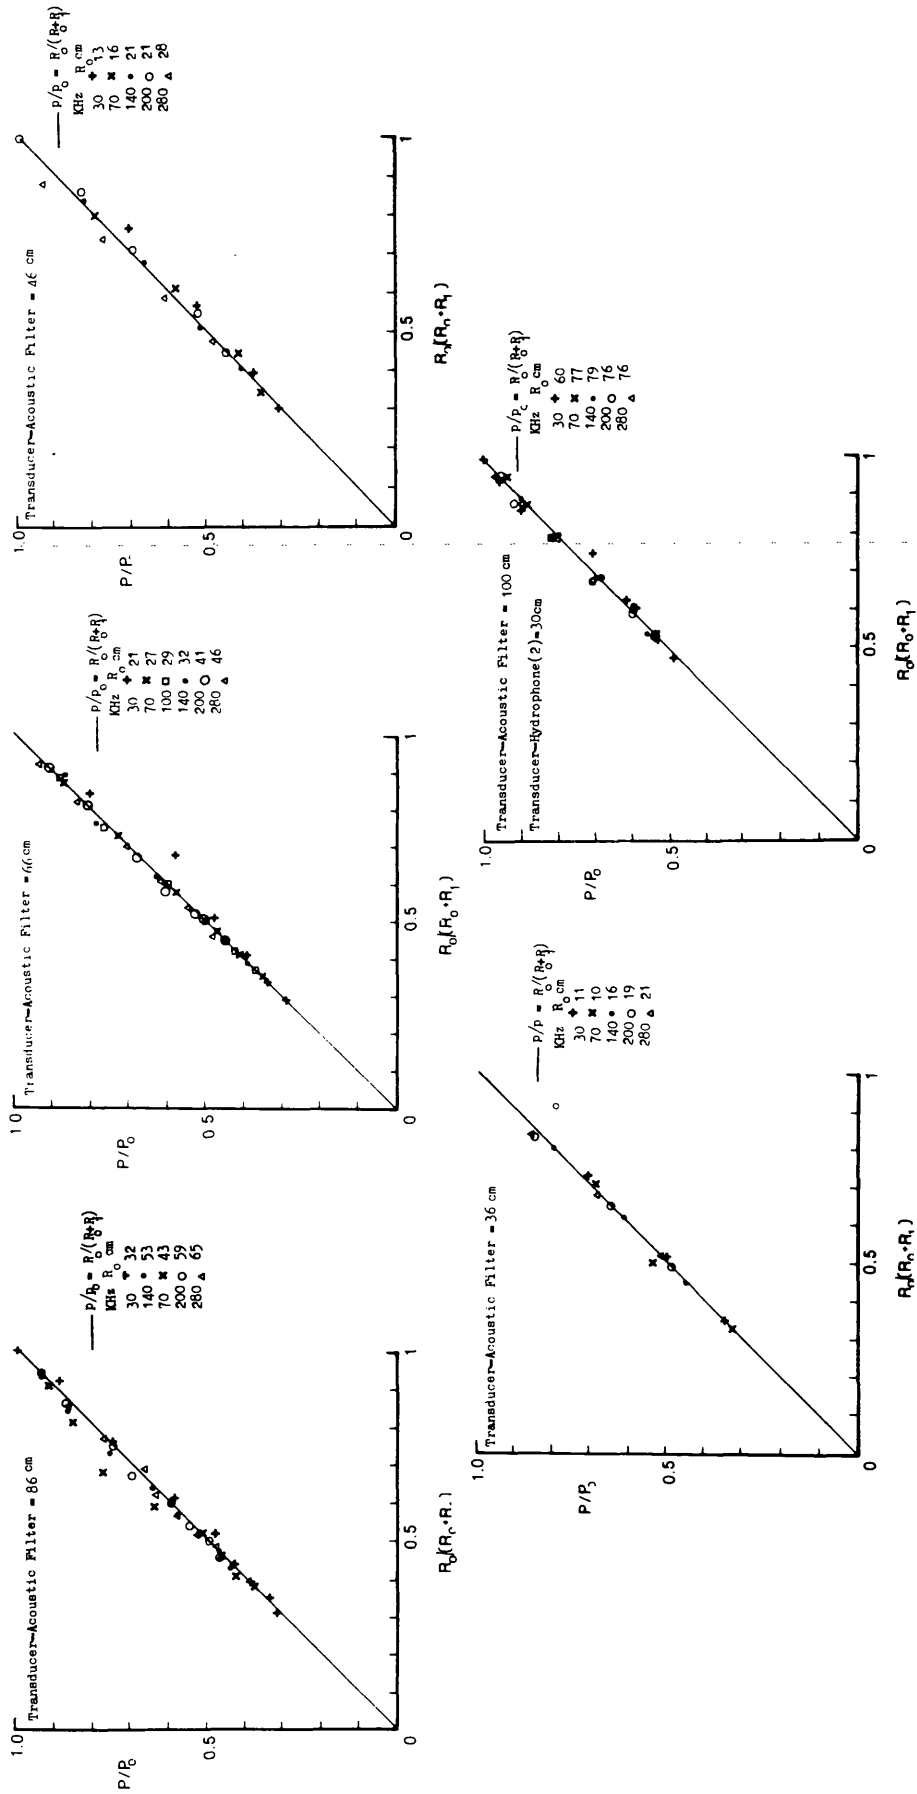 Transducer-Acoustic Filter = 86 cm
p/p₀ = R₀/(R₀+R₁)
KHz R₀ cm
30 + 32
140 • 53
70 × 43
200 ○ 59
280 △ 65
P/P₀
1.0
0.5
0
0.5
1
Transducer-Acoustic Filter = 66 cm
p/p₀ = R₀/(R₀+R₁)
KHz R₀ cm
30 + 21
70 × 27
100 □ 29
140 • 32
200 ○ 41
280 △ 46
P/P₀
1.0
0.5
0
0.5
1
R₀/(R₀+R₁)
Transducer-Acoustic Filter = 46 cm
p/p₀ = R₀/(R₀+R₁)
KHz R₀ cm
30 + 13
70 × 16
140 • 21
200 ○ 21
280 △ 28
1.0
0.5
0
0.5
1
R₀/(R₀+R₁)
Transducer-Acoustic Filter = 36 cm
p/p = R₀/(R₀+R₁)
KHz R₀ cm
30 + 11
70 × 10
140 • 16
200 ○ 19
280 △ 21
1.0
0.5
0
0.5
1
R₀/(R₀+R₁)
Transducer-Acoustic Filter = 100 cm
Transducer-Hydrophone(2)=30cm
R₀/(R₀+R₁)
KHz R₀ cm
30 + 60
70 × 77
140 • 79
200 ○ 76
280 △ 76
P/P₀
1.0
0.5
0
0.5
1
R₀/(R₀+R₁)